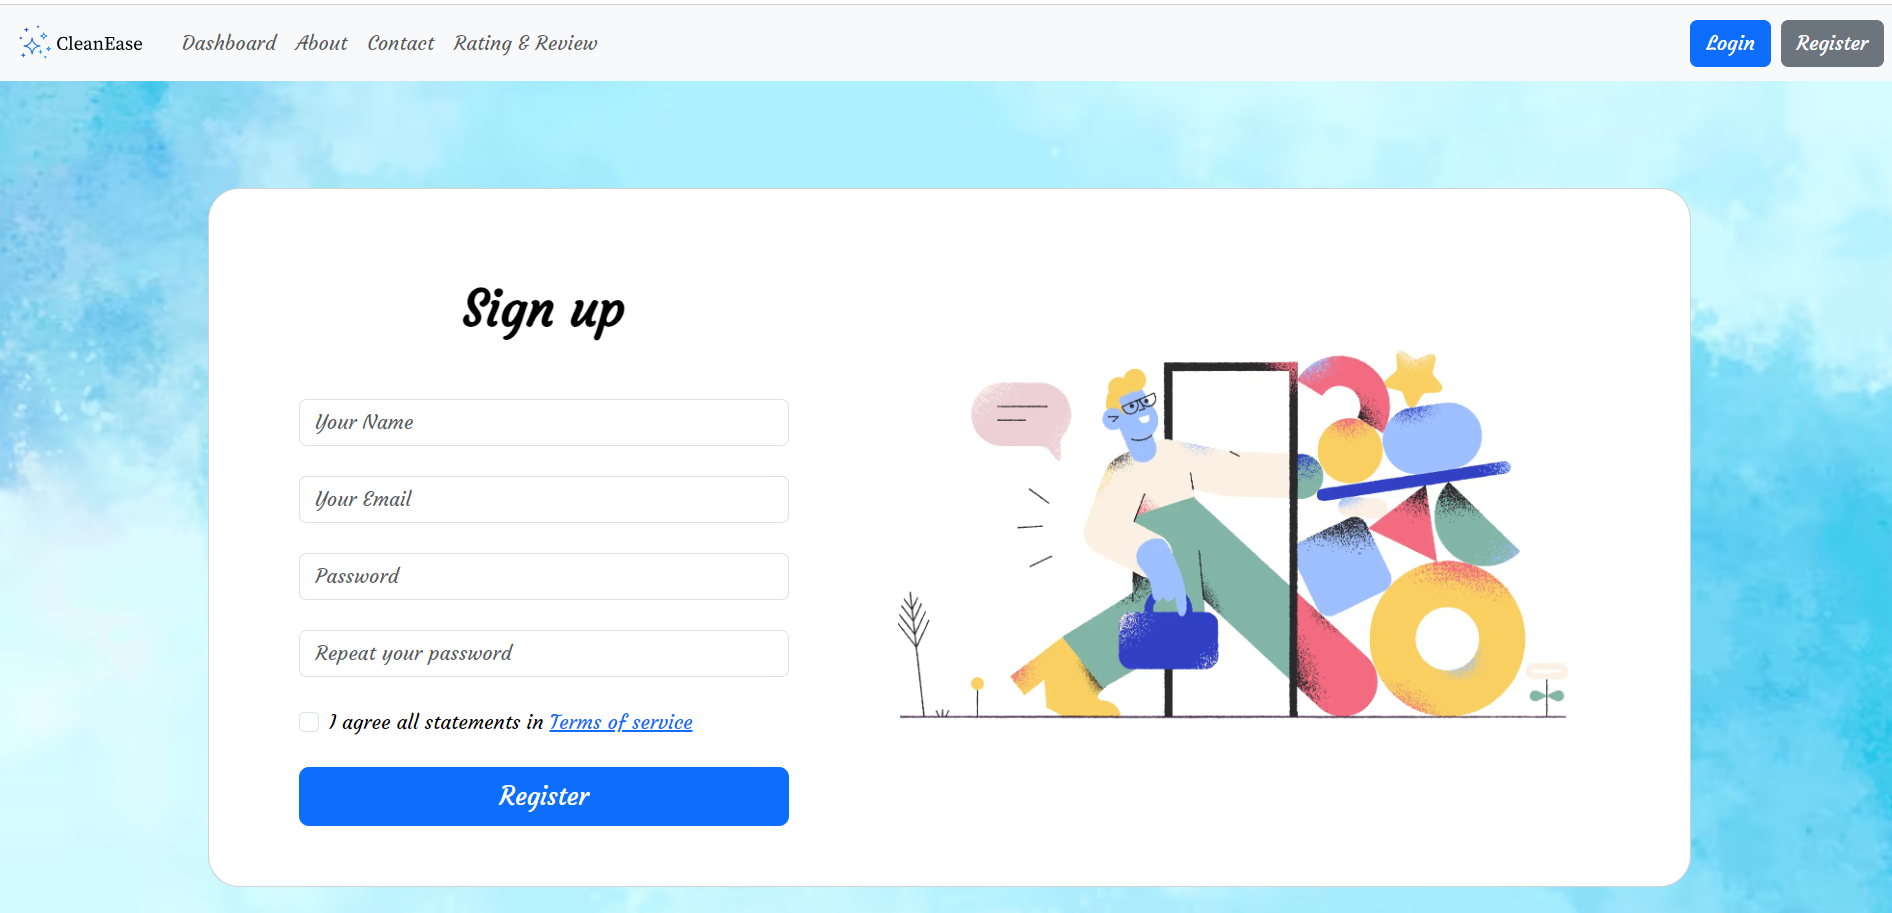 CleanEase Dashboard About Contact Rating & Review Login Register
Sign up
Your Name
Your Email
Password
Repeat your password
I agree all statements in Terms of service
Register